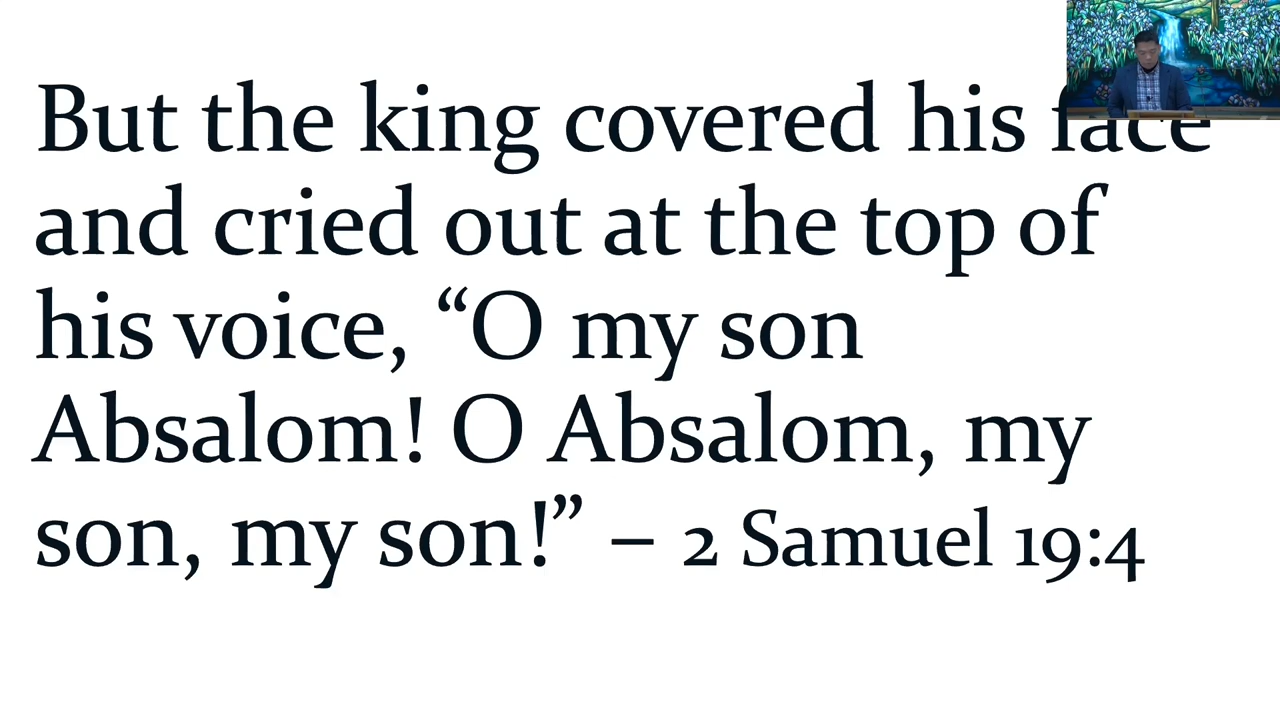 But the king covered his face
and cried out at the top of
his voice, “O my son
Absalom! O Absalom, my
son, my son!” – 2 Samuel 19:4